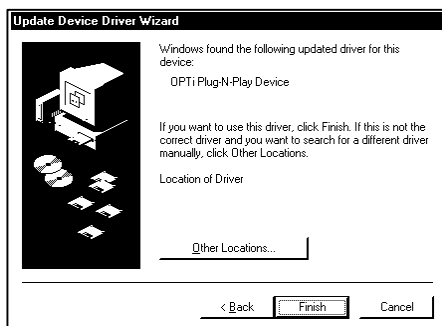 Update Device Driver Wizard
Windows found the following updated driver for this
device:
OPTi Plug-N-Play Device
If you want to use this driver, click Finish. If this is not the
correct driver and you want to search for a different driver
manually, click Other Locations.
Location of Driver
Other Locations...
< Back Finish Cancel